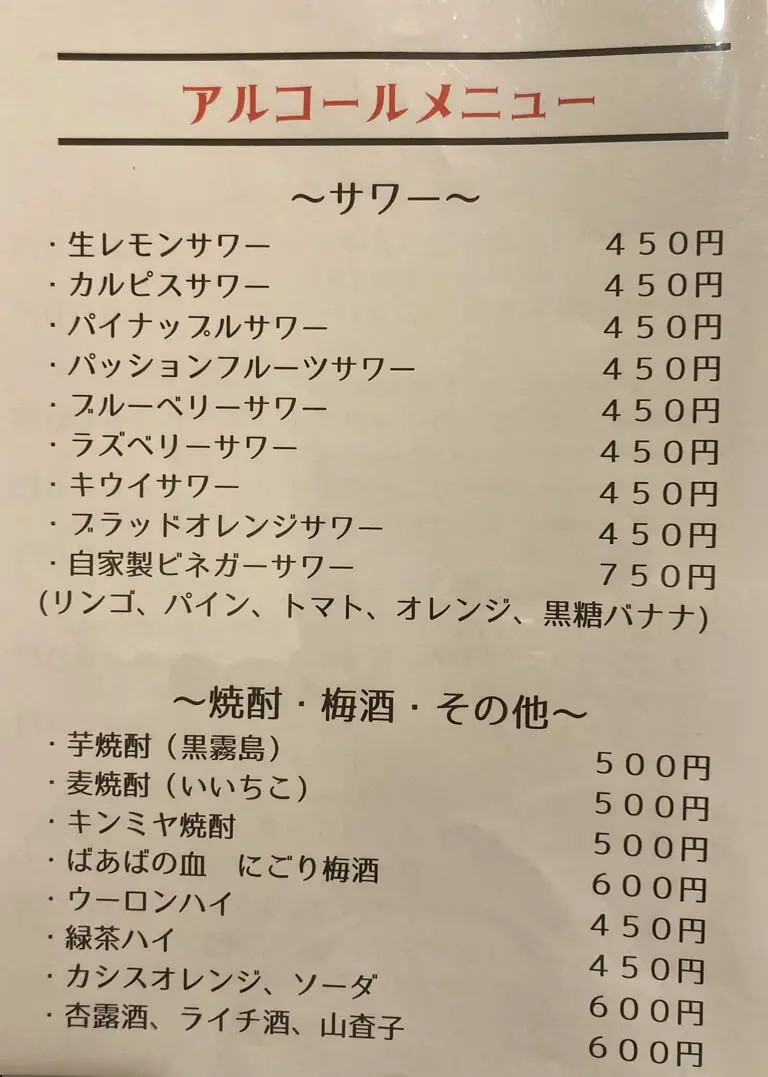 アルコールメニュー
～サワー～
・生レモンサワー ４５０円
・カルピスサワー ４５０円
・パイナップルサワー ４５０円
・パッションフルーツサワー ４５０円
・ブルーベリーサワー ４５０円
・ラズベリーサワー ４５０円
・キウイサワー ４５０円
・ブラッドオレンジサワー ４５０円
・自家製ビネガーサワー ７５０円
(リンゴ、パイン、トマト、オレンジ、黒糖バナナ)
～焼酎・梅酒・その他～
・芋焼酎（黒霧島） ５００円
・麦焼酎（いいちこ） ５００円
・キンミヤ焼酎 ５００円
・ばあばの血　にごり梅酒 ６００円
・ウーロンハイ ４５０円
・緑茶ハイ ４５０円
・カシスオレンジ、ソーダ ６００円
・杏露酒、ライチ酒、山査子 ６００円